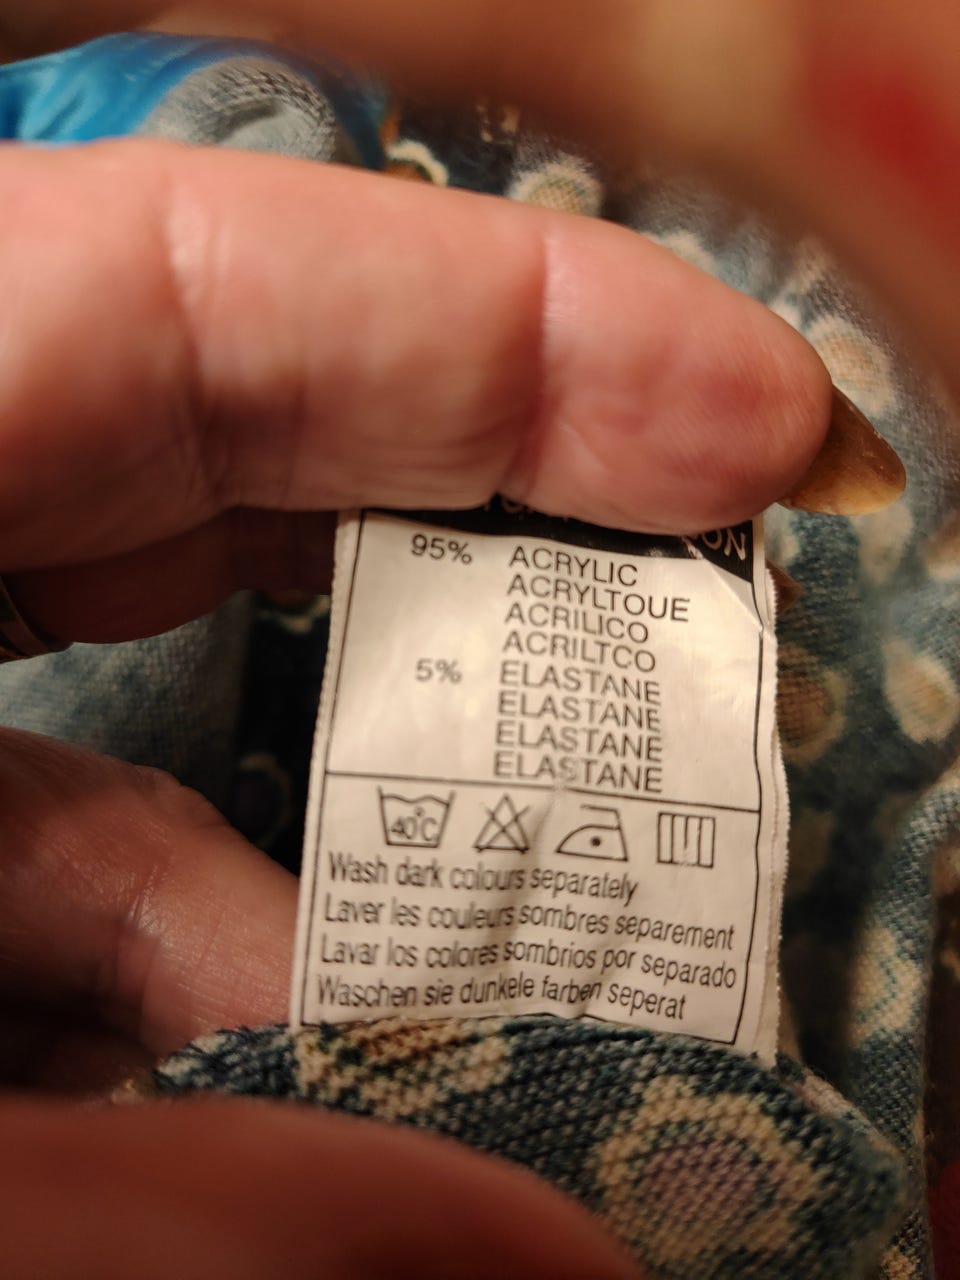 95% ACRYLIC
ACRYLTOUE
ACRILICO
ACRILTCO
5% ELASTANE
ELASTANE
ELASTANE
ELASTANE
40°C
Wash dark colours separately
Laver les couleurs sombres separement
Lavar los colores sombrios por separado
Waschen sie dunkele farben seperat